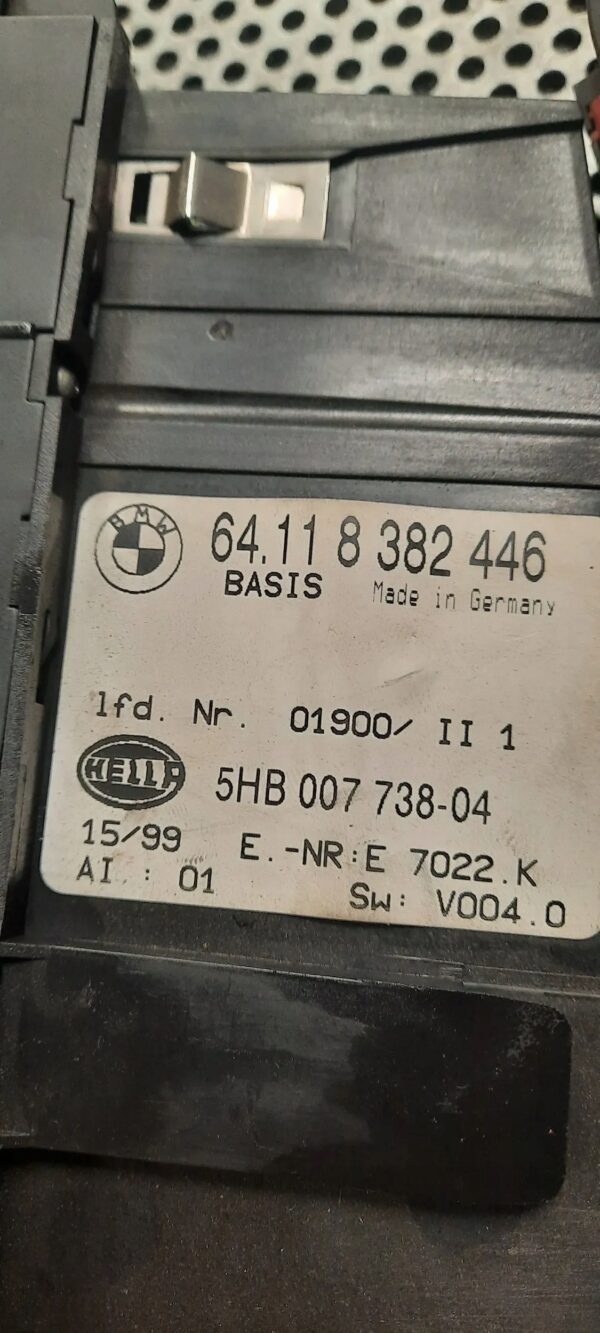 BMW 64.11 8 382 446
BASIS Made in Germany
lfd. Nr. 01900/ II 1
HELLA 5HB 007 738-04
15/99 E.-NR:E 7022.K
AI.: 01 Sw: V004.0